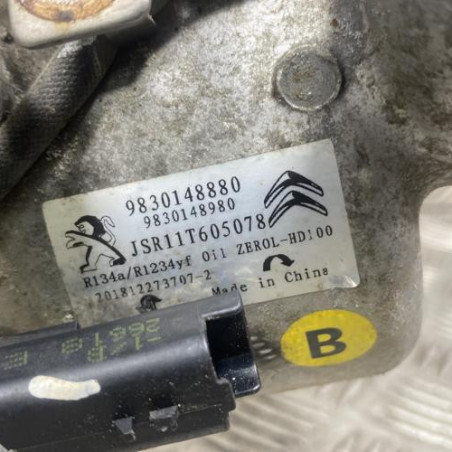 9830148880
9830148980
JSR11T605078
R134a/R1234yf Oil ZEROL-HD100
201812273707-2
Made in China
B